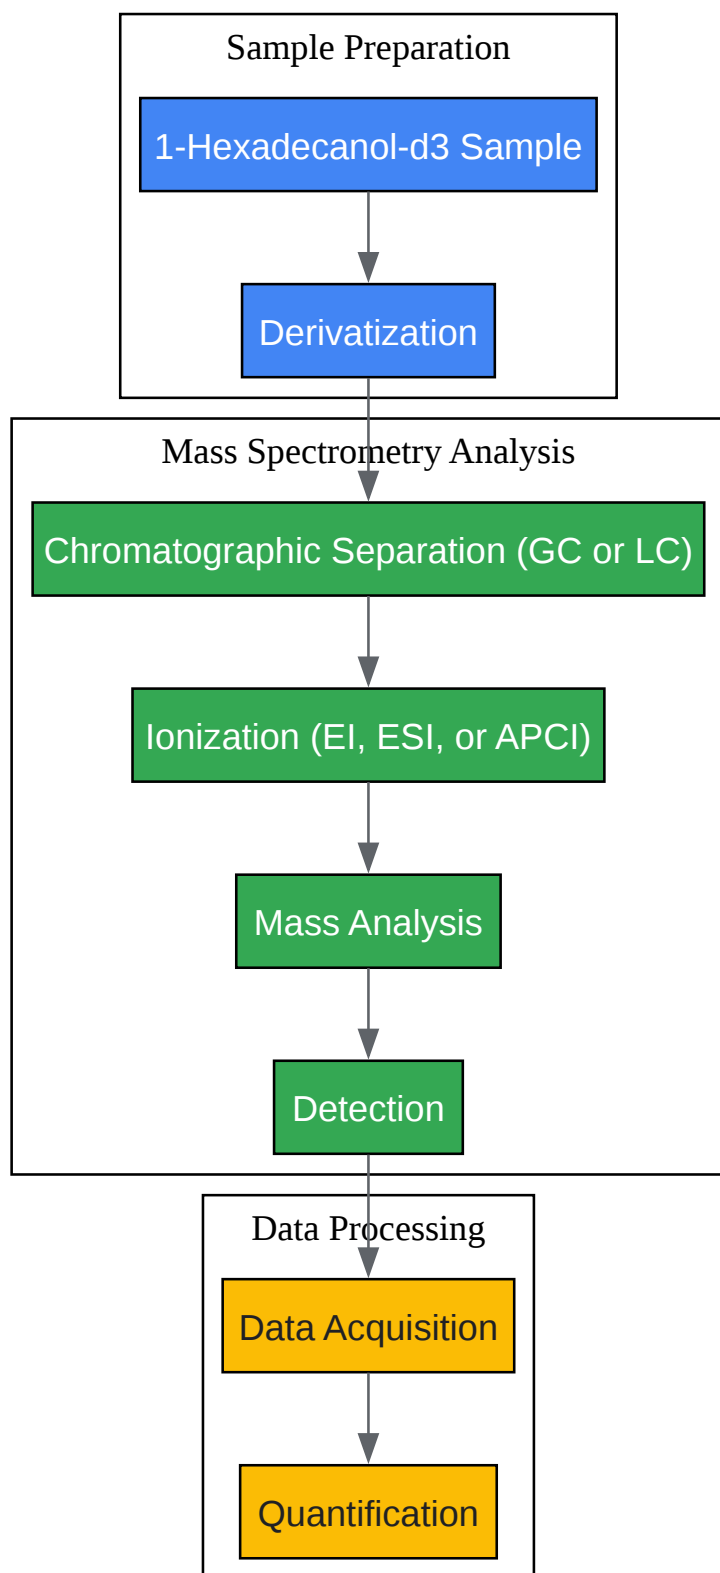 Sample Preparation
1-Hexadecanol-d3 Sample
Derivatization
Mass Spectrometry Analysis
Chromatographic Separation (GC or LC)
Ionization (EI, ESI, or APCI)
Mass Analysis
Detection
Data Processing
Data Acquisition
Quantification